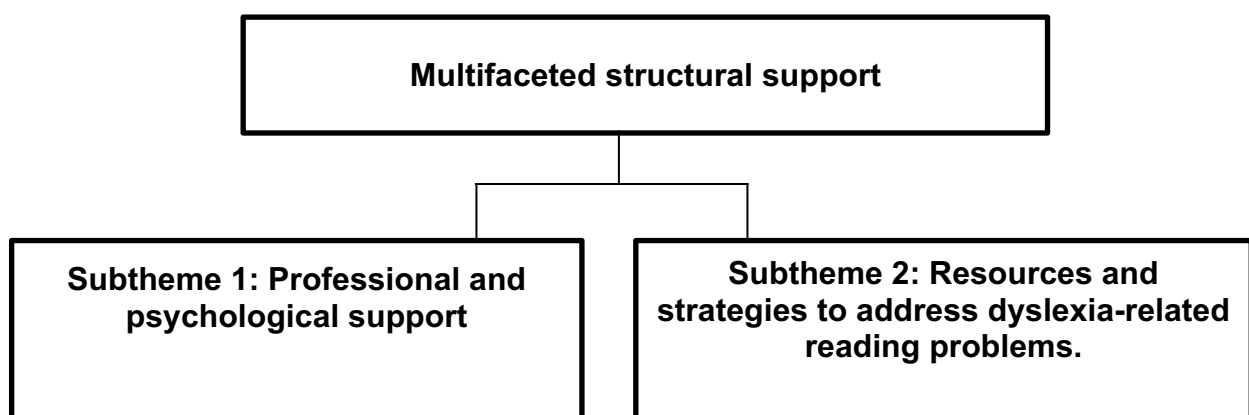 Multifaceted structural support
Subtheme 1: Professional and
psychological support
Subtheme 2: Resources and
strategies to address dyslexia-related
reading problems.